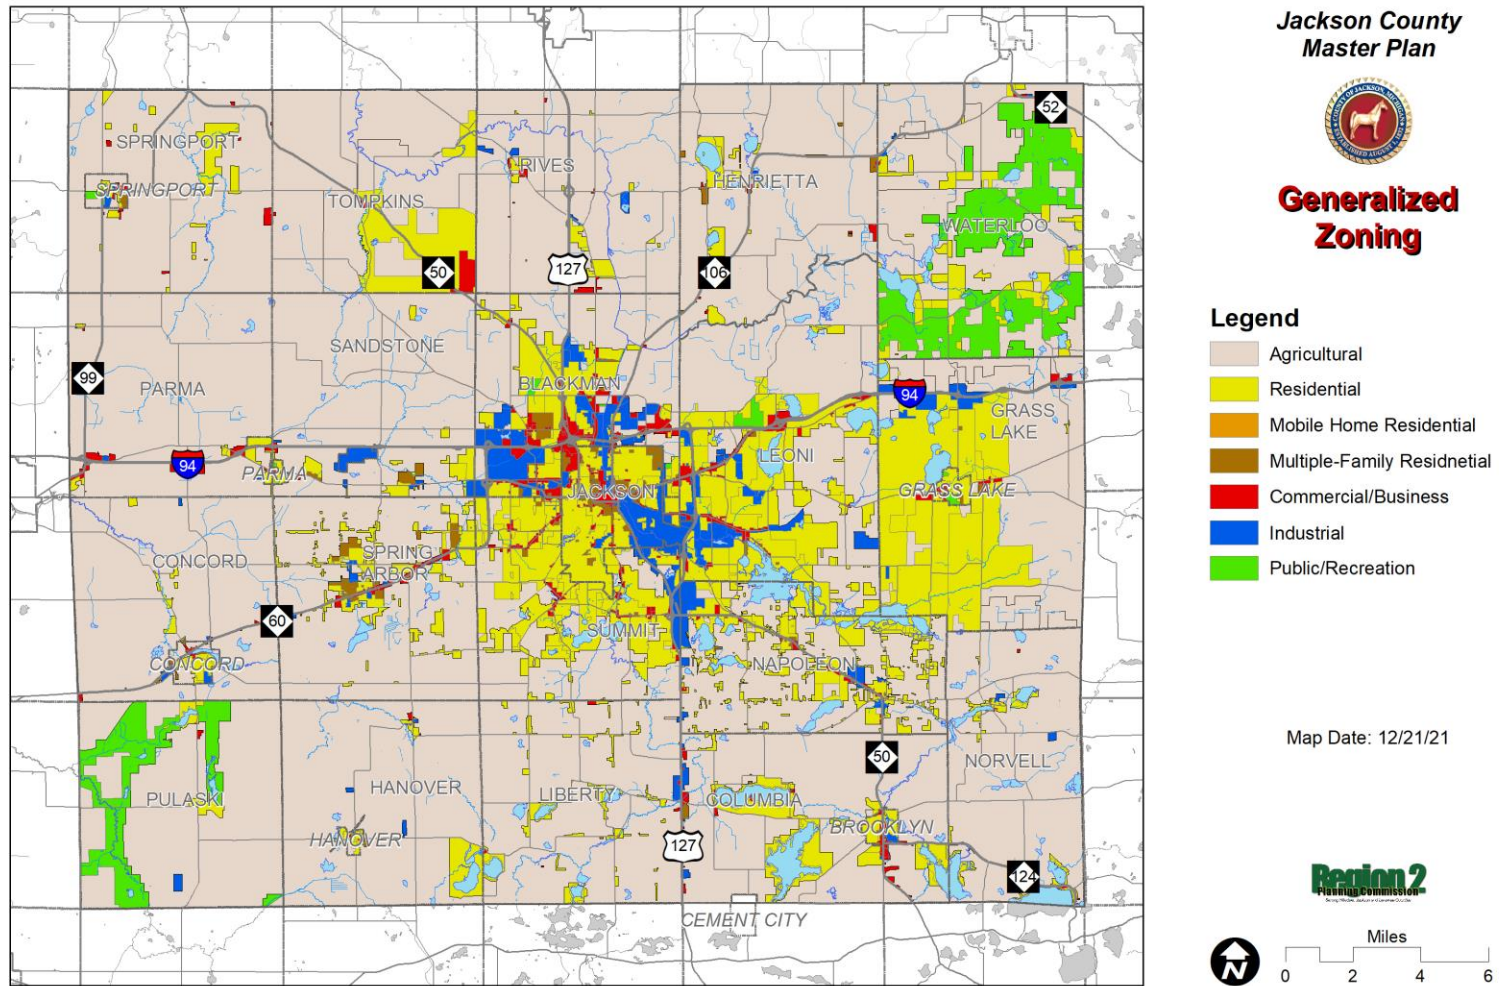 Jackson County
Master Plan
Generalized
Zoning
Legend
Agricultural
Residential
Mobile Home Residential
Multiple-Family Residnetial
Commercial/Business
Industrial
Public/Recreation
Map Date: 12/21/21
Region 2
Planning Commission
Miles
0 2 4 6
N
52
SPRINGPORT
RIVES
HENRIETTA
SPRINGPORT
TOMPKINS
WATERLOO
50
127
106
SANDSTONE
99
PARMA
BLACKMAN
94
GRASS
LAKE
94
PARMA
LEONI
JACKSON
GRASS LAKE
CONCORD
SPRING
ARBOR
60
SUMMIT
CONCORD
NAPOLEON
50
NORVELL
PULASKI
HANOVER
LIBERTY
COLUMBIA
HANOVER
BROOKLYN
127
124
CEMENT CITY